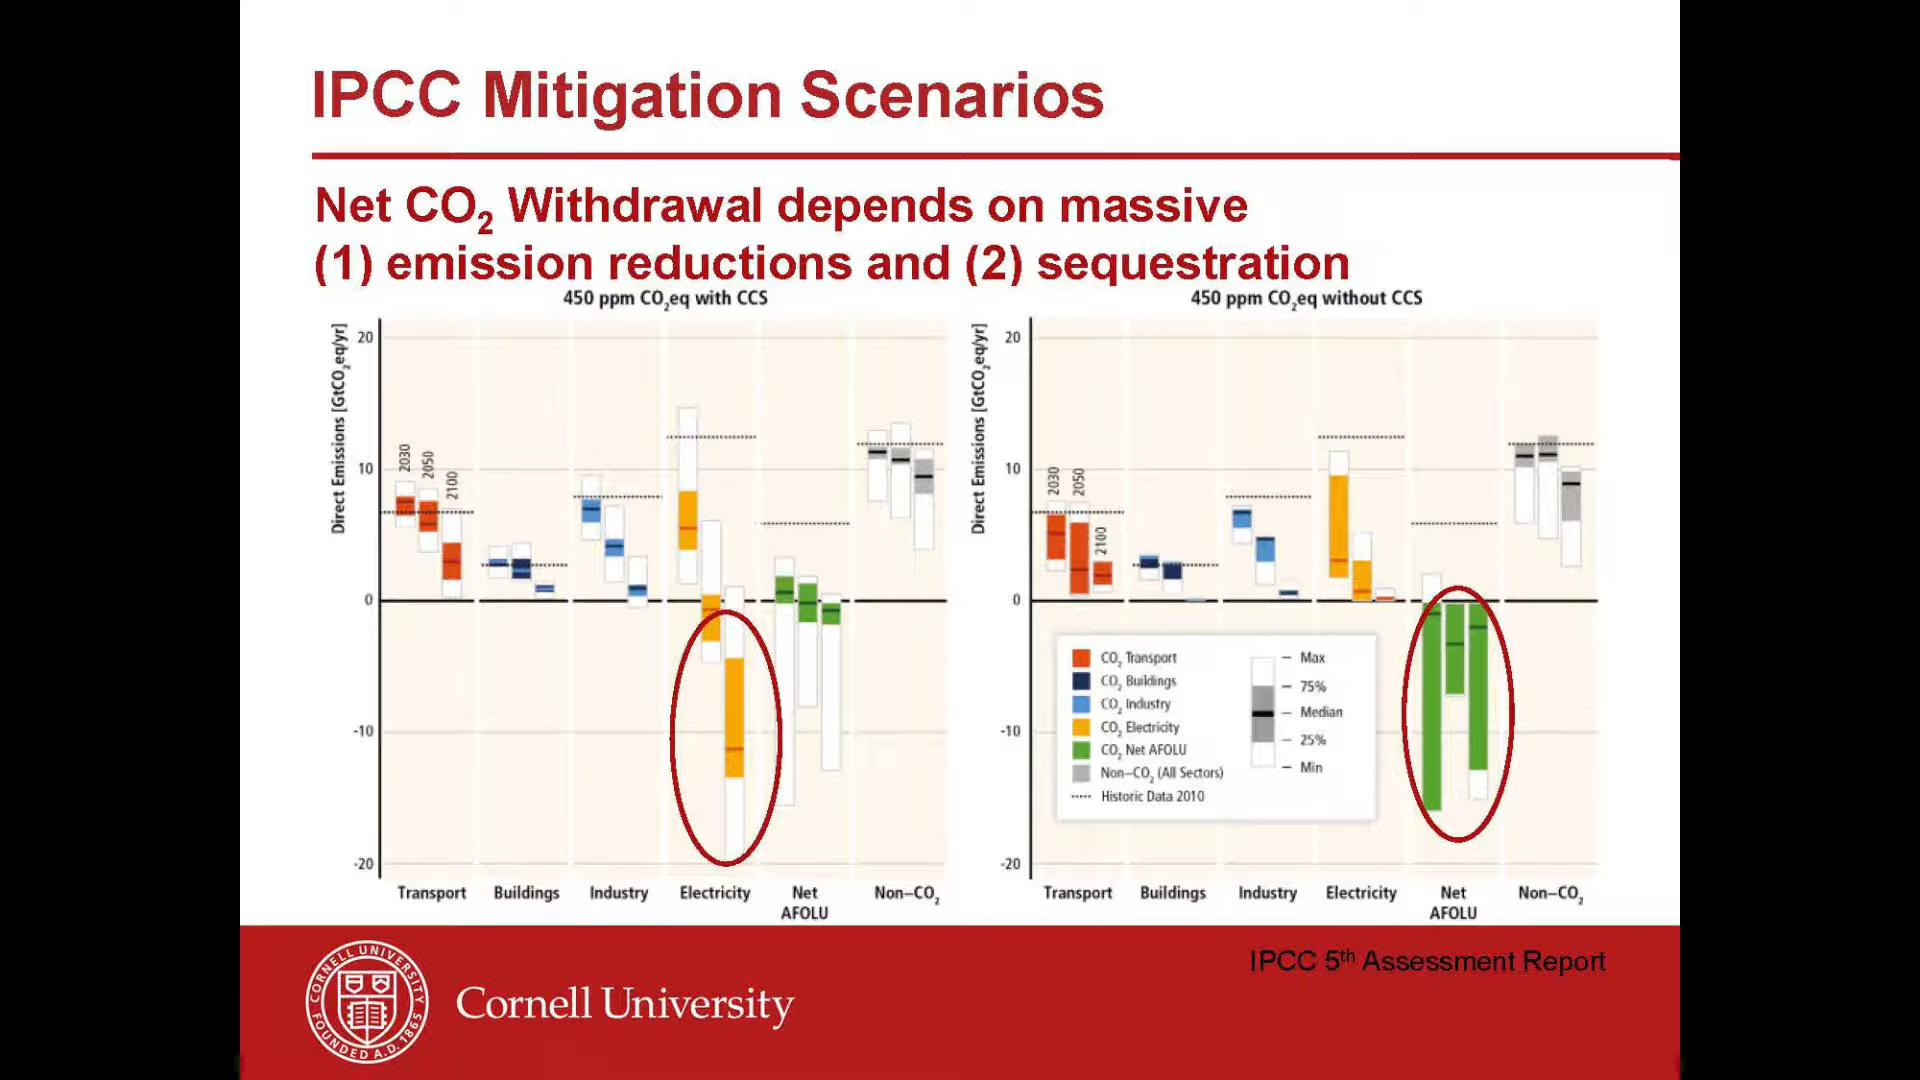 IPCC Mitigation Scenarios
Net CO2 Withdrawal depends on massive
(1) emission reductions and (2) sequestration
450 ppm CO2eq with CCS
Direct Emissions [GtCO2eq/yr]
20
10
0
-10
-20
2030
2050
2100
Transport
Buildings
Industry
Electricity
Net
AFOLU
Non-CO2
450 ppm CO2eq without CCS
Direct Emissions [GtCO2eq/yr]
20
10
0
-10
-20
2030
2050
2100
CO2 Transport
CO2 Buildings
CO2 Industry
CO2 Electricity
CO2 Net AFOLU
Non-CO2 (All Sectors)
Historic Data 2010
Max
75%
Median
25%
Min
Transport
Buildings
Industry
Electricity
Net
AFOLU
Non-CO2
IPCC 5th Assessment Report
CORNELL UNIVERSITY
FOUNDED A.D. 1865
Cornell University